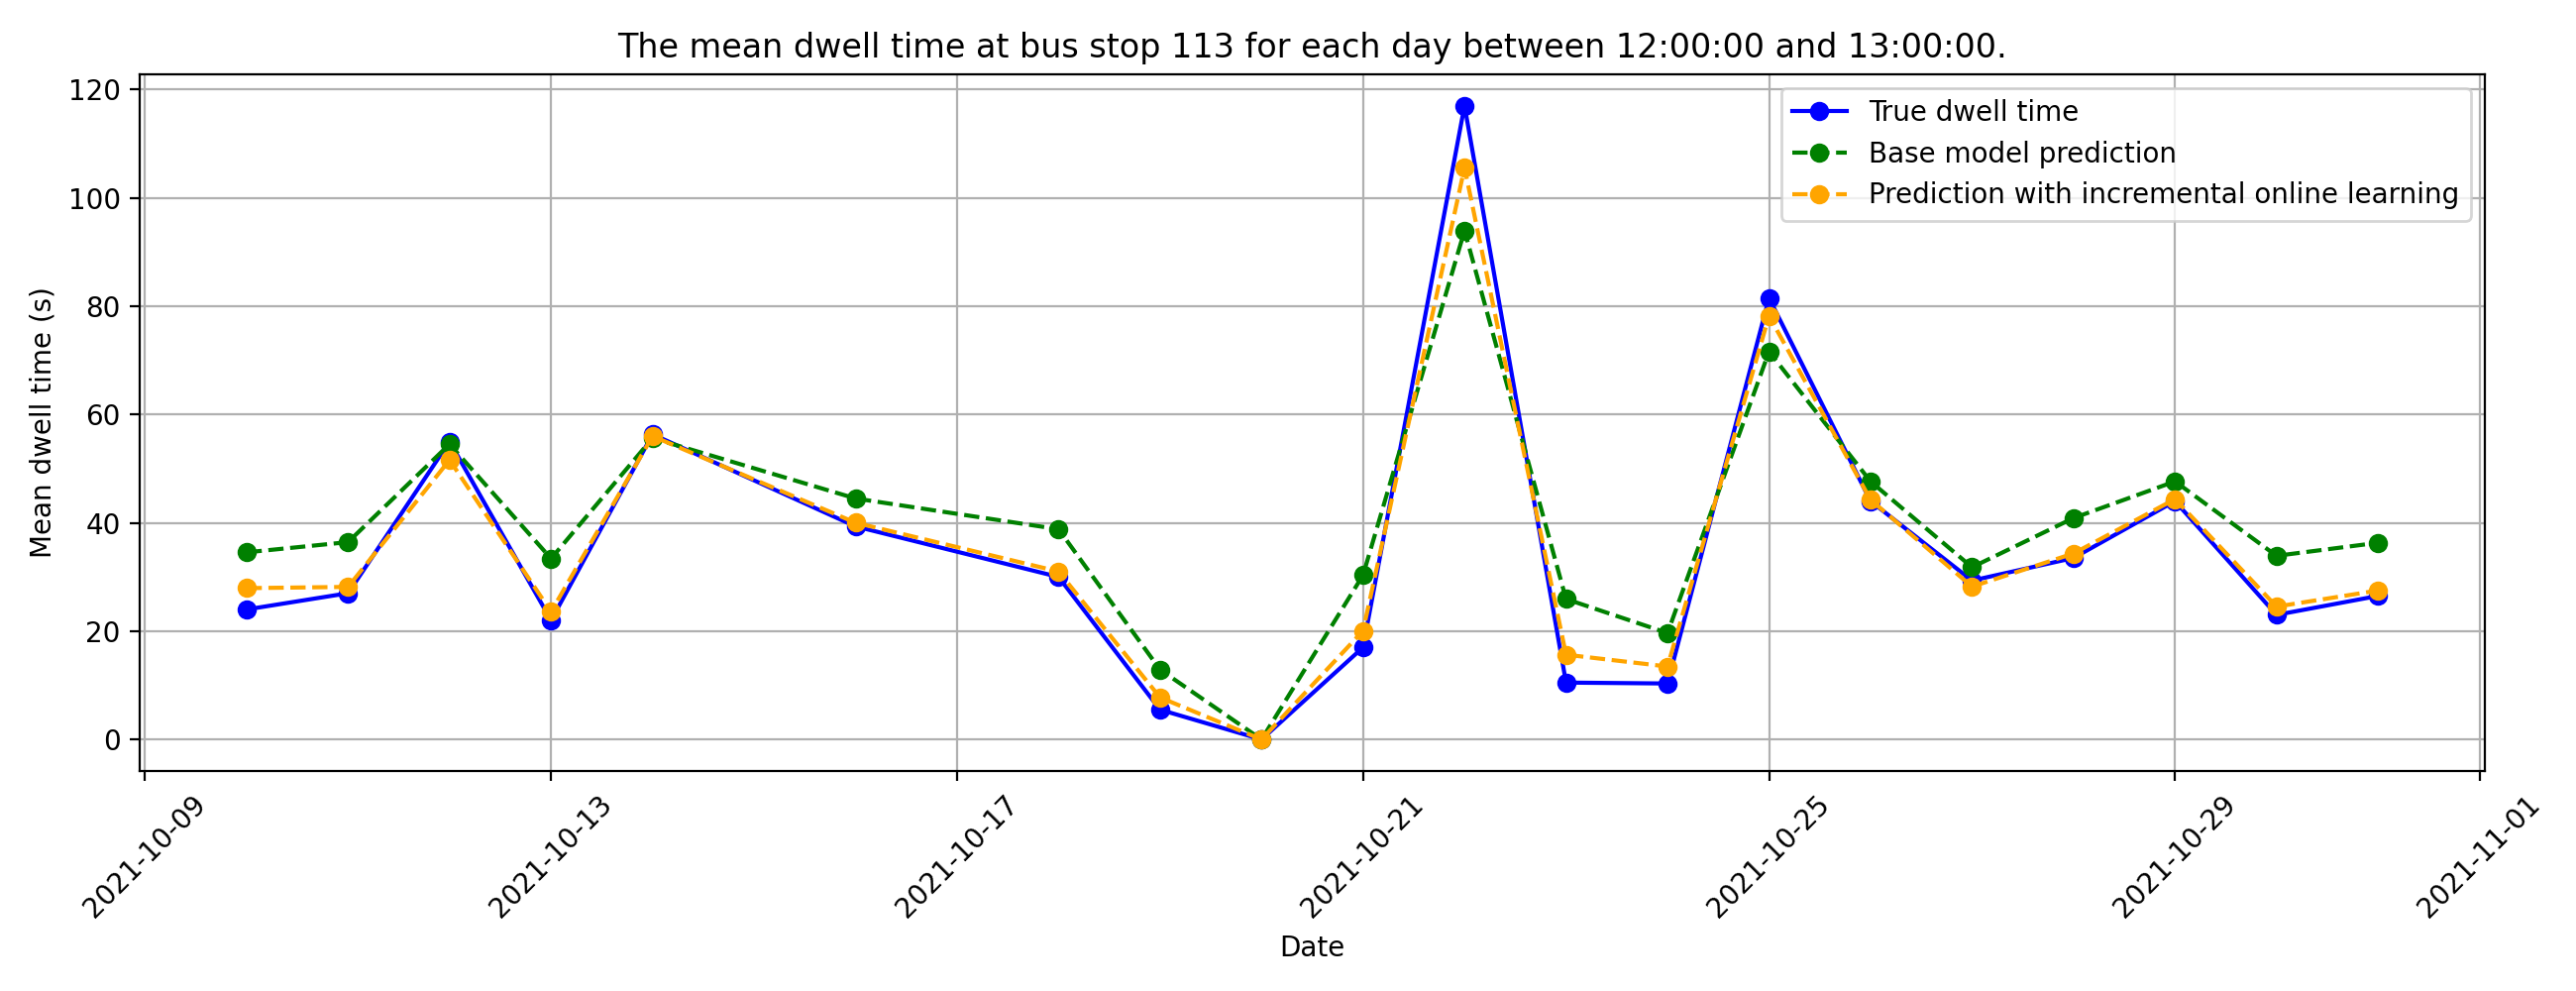 The mean dwell time at bus stop 113 for each day between 12:00:00 and 13:00:00.
120
100
80
60
40
20
0
Mean dwell time (s)
True dwell time
Base model prediction
Prediction with incremental online learning
2021-10-09
2021-10-13
2021-10-17
2021-10-21
2021-10-25
2021-10-29
2021-11-01
Date